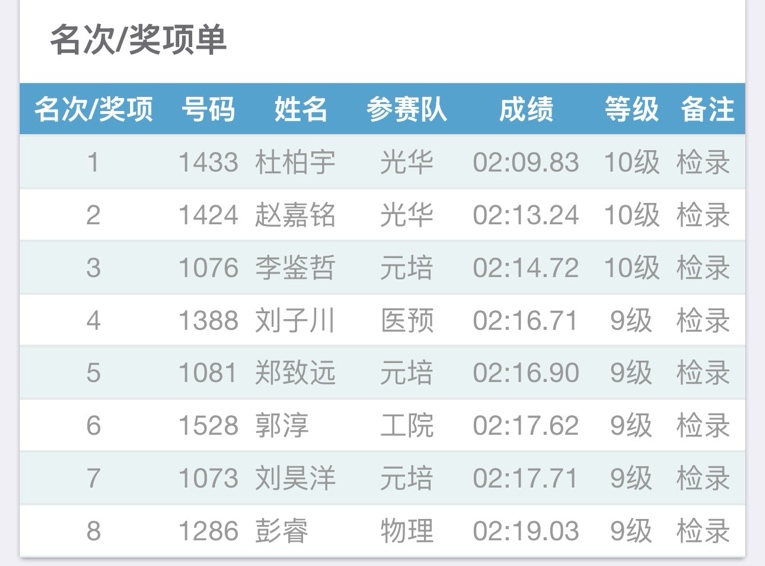 名次/奖项单
名次/奖项 号码 姓名 参赛队 成绩 等级 备注
1 1433 杜柏宇 光华 02:09.83 10级 检录
2 1424 赵嘉铭 光华 02:13.24 10级 检录
3 1076 李鉴哲 元培 02:14.72 10级 检录
4 1388 刘子川 医预 02:16.71 9级 检录
5 1081 郑致远 元培 02:16.90 9级 检录
6 1528 郭淳 工院 02:17.62 9级 检录
7 1073 刘昊洋 元培 02:17.71 9级 检录
8 1286 彭睿 物理 02:19.03 9级 检录